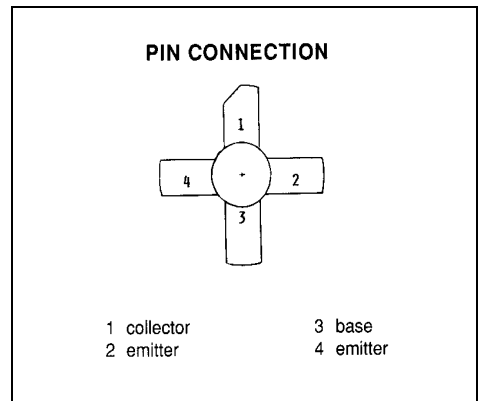 PIN CONNECTION
1
4
2
3
1 collector
2 emitter
3 base
4 emitter